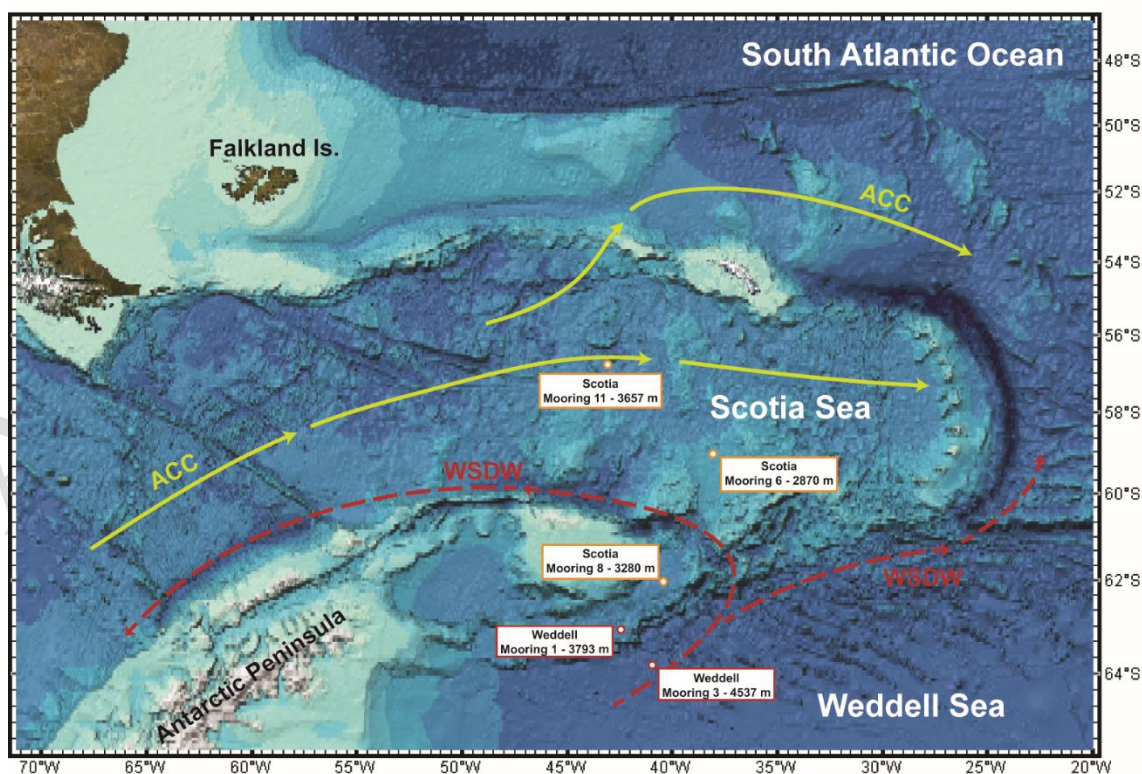 South Atlantic Ocean
48°S
50°S
Falkland Is.
52°S
ACC
54°S
56°S
Scotia
Mooring 11 - 3657 m
Scotia Sea
58°S
ACC
WSDW
Scotia
Mooring 6 - 2870 m
60°S
Scotia
Mooring 8 - 3280 m
WSDW
62°S
Weddell
Mooring 1 - 3793 m
Antarctic Peninsula
Weddell
Mooring 3 - 4537 m
64°S
Weddell Sea
70°W 65°W 60°W 55°W 50°W 45°W 40°W 35°W 30°W 25°W 20°W